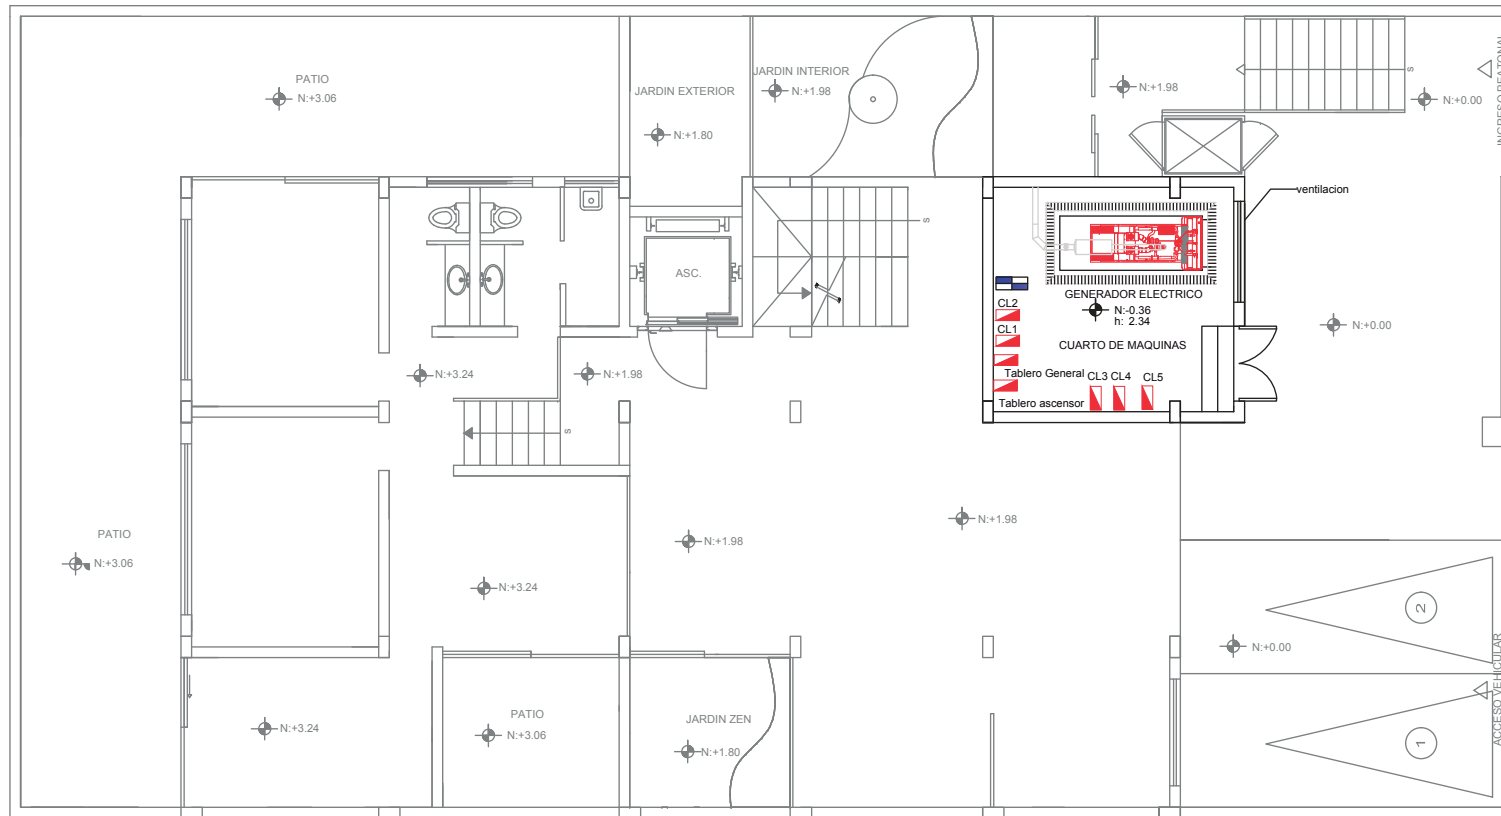 PATIO
N:+3.06
JARDIN EXTERIOR
N:+1.80
JARDIN INTERIOR
N:+1.98
N:+1.98
s
N:+0.00
INGRESO PEATONAL
ventilacion
s
ASC.
GENERADOR ELECTRICO
N:-0.36
h: 2.34
CUARTO DE MAQUINAS
CL2
CL1
Tablero General
CL3 CL4 CL5
Tablero ascensor
N:+0.00
N:+3.24
N:+1.98
s
PATIO
N:+3.06
N:+3.24
N:+1.98
N:+1.98
2
N:+0.00
ACCESO VEHICULAR
1
N:+3.24
PATIO
N:+3.06
JARDIN ZEN
N:+1.80